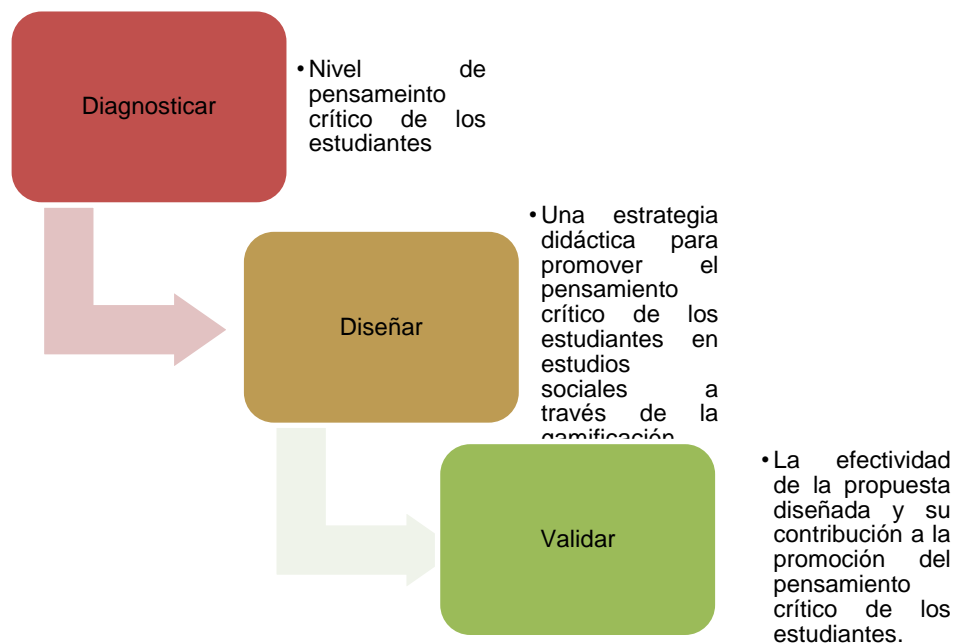 Diagnosticar
• Nivel de
pensameinto
crítico de los
estudiantes
Diseñar
• Una estrategia
didáctica para
promover el
pensamiento
crítico de los
estudiantes en
estudios
sociales a
través de la
gamificación
Validar
• La efectividad
de la propuesta
diseñada y su
contribución a la
promoción del
pensamiento
crítico de los
estudiantes.